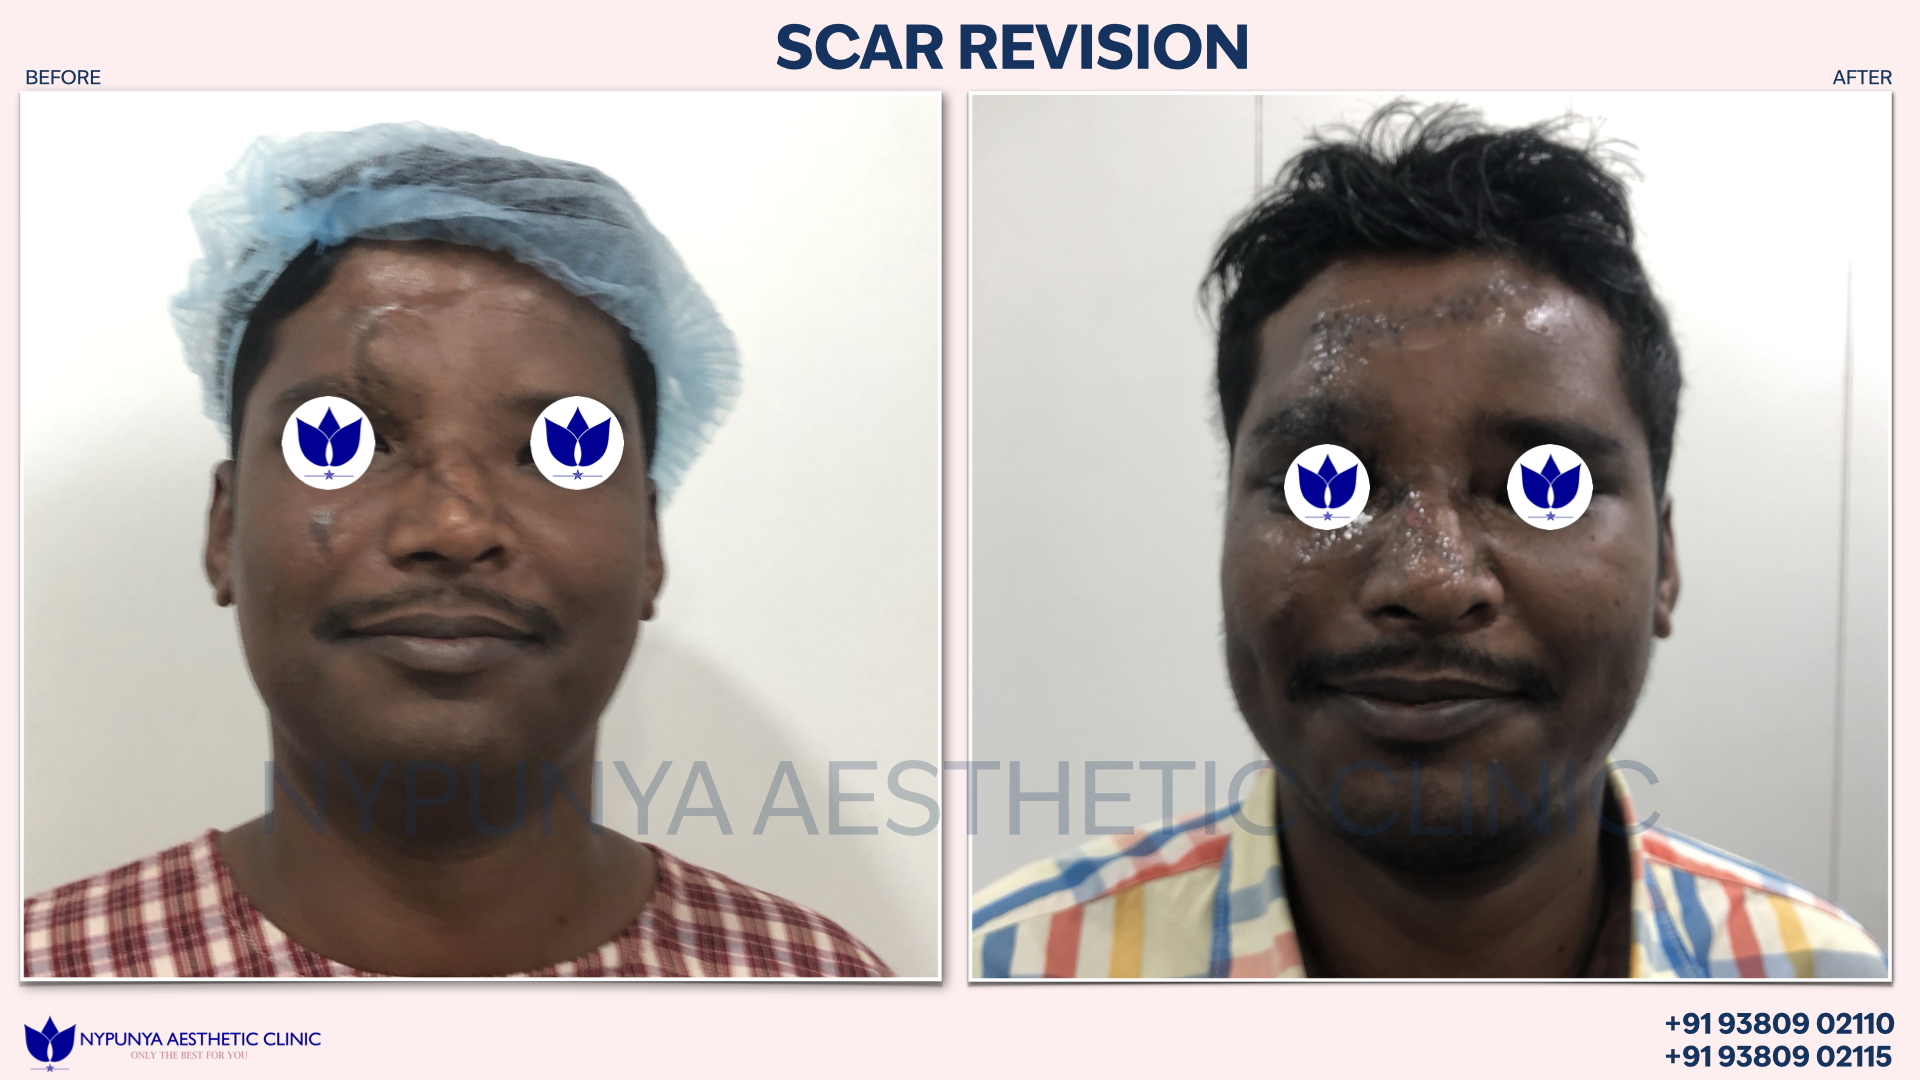 SCAR REVISION
BEFORE
AFTER
NYPUNYA AESTHETIC CLINIC
NYPUNYA AESTHETIC CLINIC
ONLY THE BEST FOR YOU
+91 93809 02110
+91 93809 02115